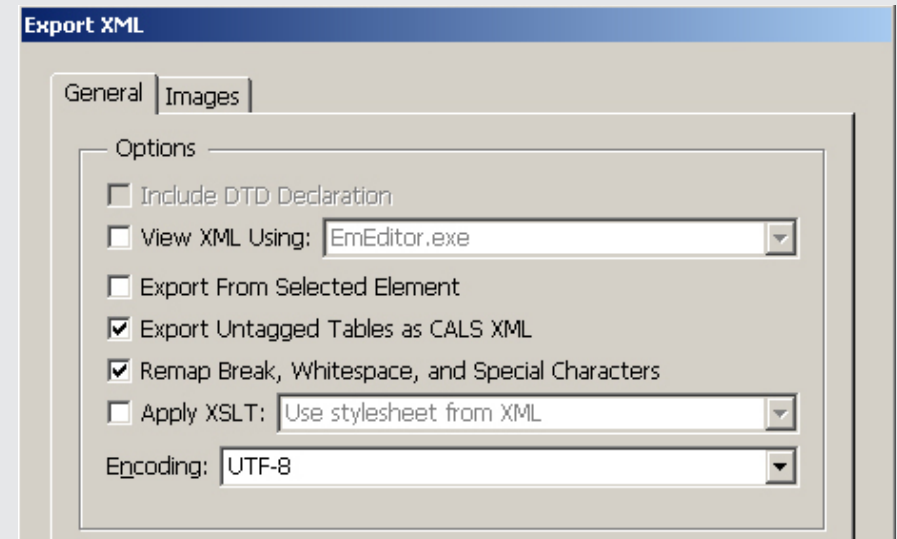 Export XML
General Images
Options
Include DTD Declaration
View XML Using: EmEditor.exe
Export From Selected Element
Export Untagged Tables as CALS XML
Remap Break, Whitespace, and Special Characters
Apply XSLT: Use stylesheet from XML
Encoding: UTF-8